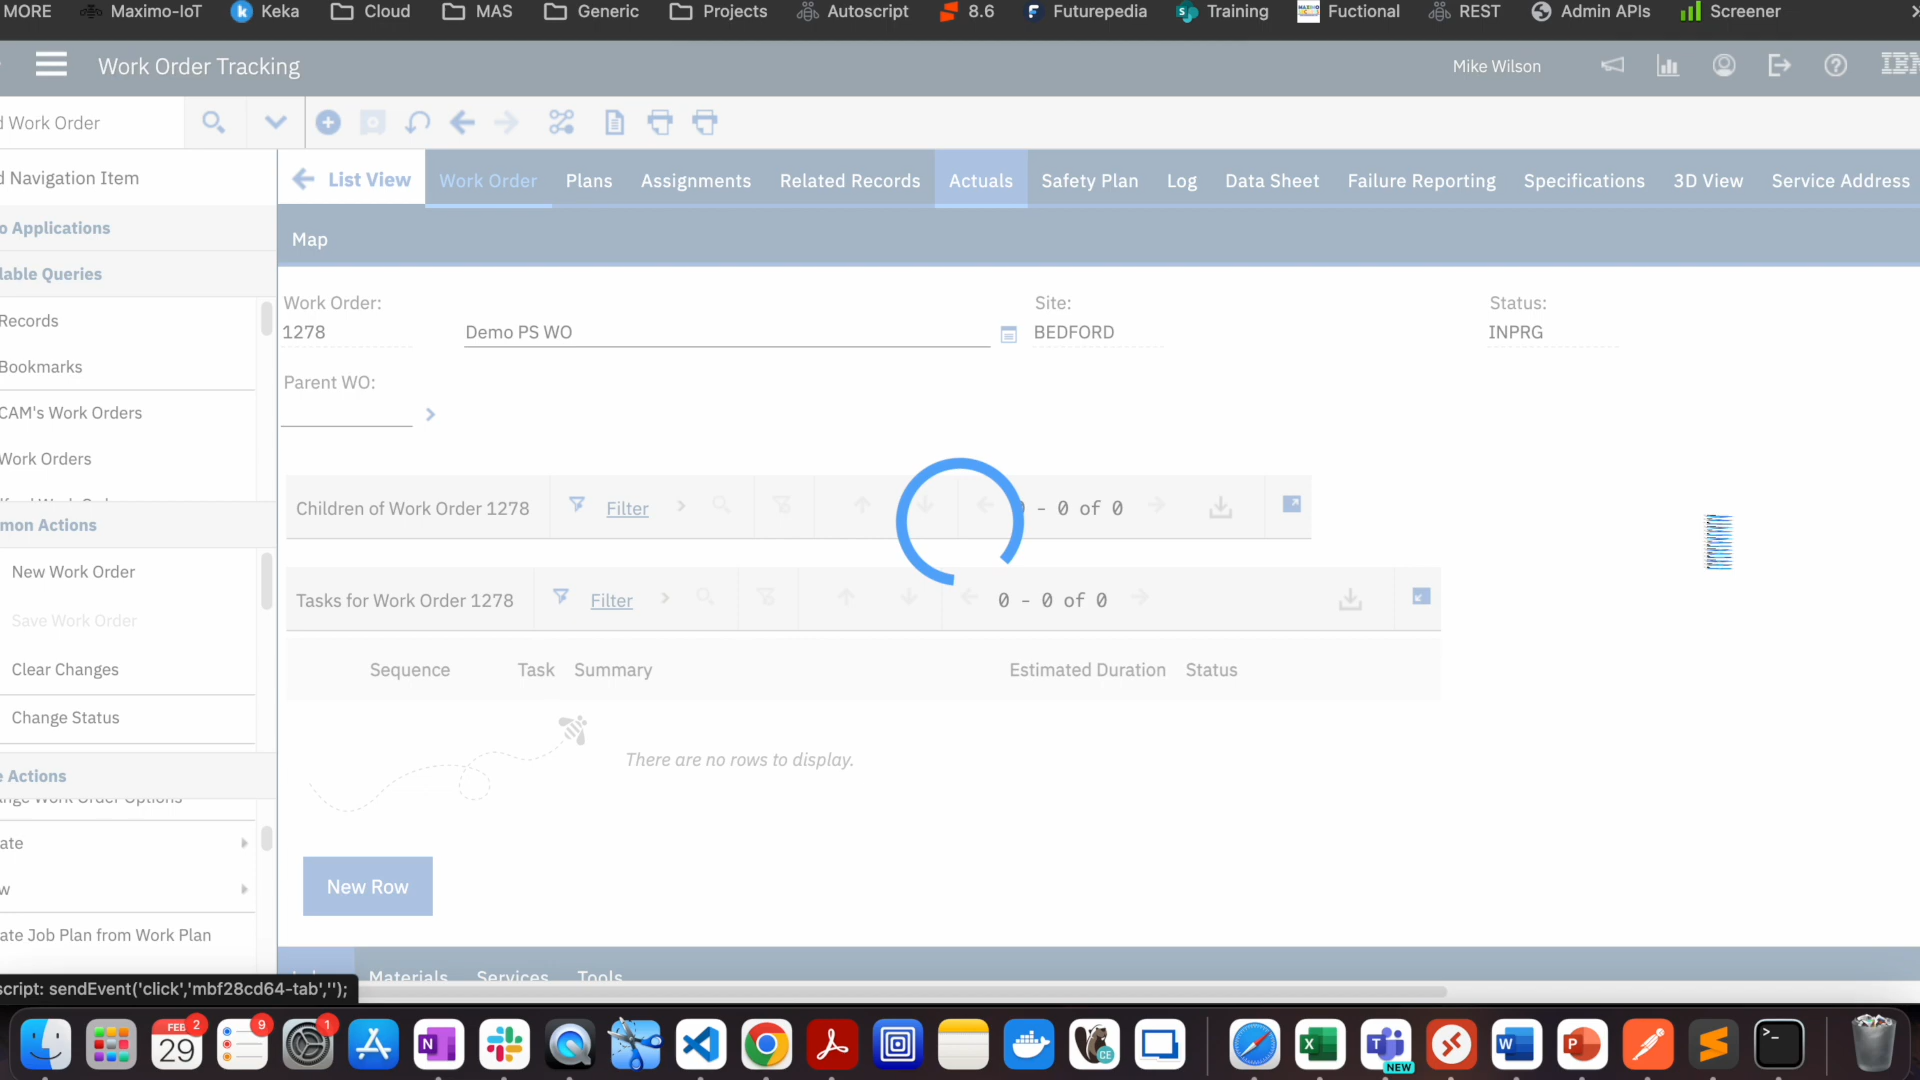 MORE Maximo-IoT Keka Cloud MAS Generic Projects Autoscript 8.6 Futurepedia Training Fuctional REST Admin APIs Screener
Work Order Tracking
Mike Wilson
IBM
d Work Order
List View Work Order Plans Assignments Related Records Actuals Safety Plan Log Data Sheet Failure Reporting Specifications 3D View Service Address
Map
d Navigation Item
o Applications
lable Queries
Records
Bookmarks
CAM's Work Orders
Work Orders
mon Actions
New Work Order
Save Work Order
Clear Changes
Change Status
e Actions
nge Work Order Options
ate
w
ate Job Plan from Work Plan
Work Order:
1278
Demo PS WO
Site:
BEDFORD
Status:
INPRG
Parent WO:
Children of Work Order 1278 Filter 0 - 0 of 0
Tasks for Work Order 1278 Filter 0 - 0 of 0
Sequence Task Summary Estimated Duration Status
There are no rows to display.
New Row
Materials Services Tools
script: sendEvent('click','mbf28cd64-tab','');
FEB 2
29
9
1
N
CE
X
NEW
W
P